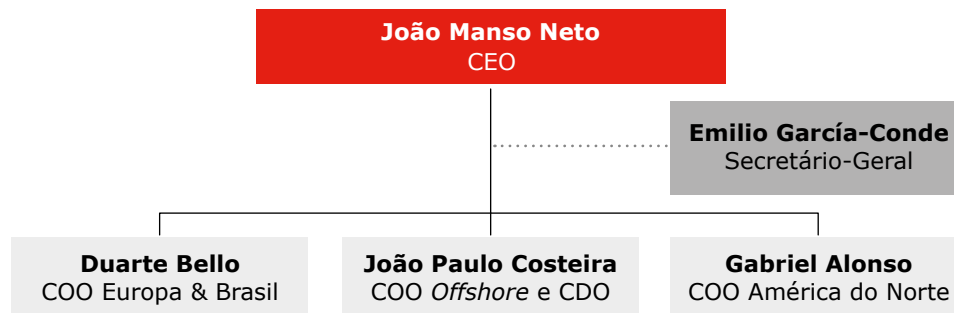 João Manso Neto
CEO
Emilio García-Conde
Secretário-Geral
Duarte Bello
COO Europa & Brasil
João Paulo Costeira
COO Offshore e CDO
Gabriel Alonso
COO América do Norte